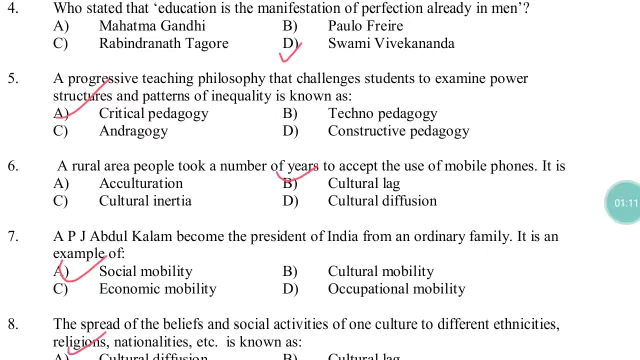 4. Who stated that ‘education is the manifestation of perfection already in men’?
A) Mahatma Gandhi B) Paulo Freire
C) Rabindranath Tagore D) Swami Vivekananda
5. A progressive teaching philosophy that challenges students to examine power
structures and patterns of inequality is known as:
A) Critical pedagogy B) Techno pedagogy
C) Andragogy D) Constructive pedagogy
6. A rural area people took a number of years to accept the use of mobile phones. It is
A) Acculturation B) Cultural lag
C) Cultural inertia D) Cultural diffusion
01:11
7. A P J Abdul Kalam become the president of India from an ordinary family. It is an
example of:
A) Social mobility B) Cultural mobility
C) Economic mobility D) Occupational mobility
8. The spread of the beliefs and social activities of one culture to different ethnicities,
religions, nationalities, etc. is known as:
A) Cultural diffusion B) Cultural lag